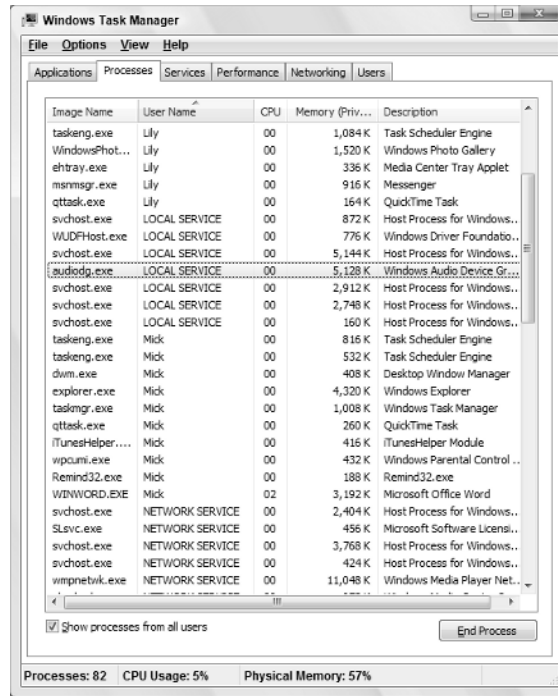 Windows Task Manager
File Options View Help
Applications Processes Services Performance Networking Users
Image Name User Name CPU Memory (Priv... Description
taskeng.exe Lily 00 1,084 K Task Scheduler Engine
WindowsPhot... Lily 00 1,520 K Windows Photo Gallery
ehtray.exe Lily 00 336 K Media Center Tray Applet
msnmsgr.exe Lily 00 916 K Messenger
qttask.exe Lily 00 164 K QuickTime Task
svchost.exe LOCAL SERVICE 00 872 K Host Process for Windows...
WUDFHost.exe LOCAL SERVICE 00 776 K Windows Driver Foundatio...
svchost.exe LOCAL SERVICE 00 5,144 K Host Process for Windows...
audiodg.exe LOCAL SERVICE 00 5,128 K Windows Audio Device Gr...
svchost.exe LOCAL SERVICE 00 2,912 K Host Process for Windows...
svchost.exe LOCAL SERVICE 00 2,748 K Host Process for Windows...
svchost.exe LOCAL SERVICE 00 160 K Host Process for Windows...
taskeng.exe Mick 00 816 K Task Scheduler Engine
taskeng.exe Mick 00 532 K Task Scheduler Engine
dwm.exe Mick 00 408 K Desktop Window Manager
explorer.exe Mick 00 4,320 K Windows Explorer
taskmgr.exe Mick 00 1,008 K Windows Task Manager
qttask.exe Mick 00 260 K QuickTime Task
iTunesHelper.... Mick 00 416 K iTunesHelper Module
wpcumi.exe Mick 00 432 K Windows Parental Control ...
Remind32.exe Mick 00 188 K Remind32.exe
WINWORD.EXE Mick 02 3,192 K Microsoft Office Word
svchost.exe NETWORK SERVICE 00 2,404 K Host Process for Windows...
SLsvc.exe NETWORK SERVICE 00 456 K Microsoft Software Licensi...
svchost.exe NETWORK SERVICE 00 3,768 K Host Process for Windows...
svchost.exe NETWORK SERVICE 00 424 K Host Process for Windows...
wmpnetwk.exe NETWORK SERVICE 00 11,048 K Windows Media Player Net...
Show processes from all users
End Process
Processes: 82 CPU Usage: 5% Physical Memory: 57%